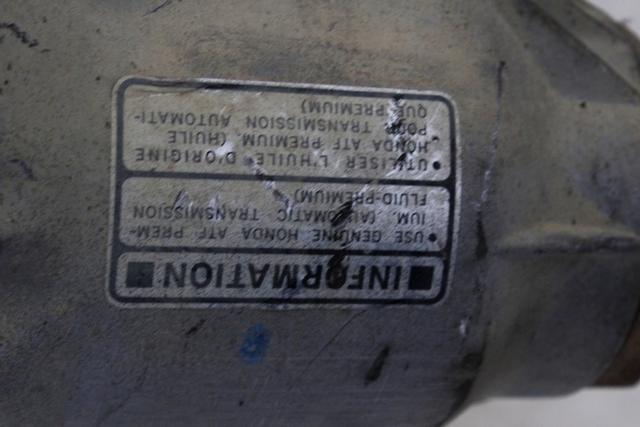 ■ INFORMATION ■
• USE GENUINE HONDA ATF PREM-
IUM. (AUTOMATIC TRANSMISSION
FLUID-PREMIUM)
• UTILISER L'HUILE D'ORIGINE
HONDA ATF PREMIUM. (HUILE
POUR TRANSMISSION AUTOMATI-
QUE-PREMIUM)